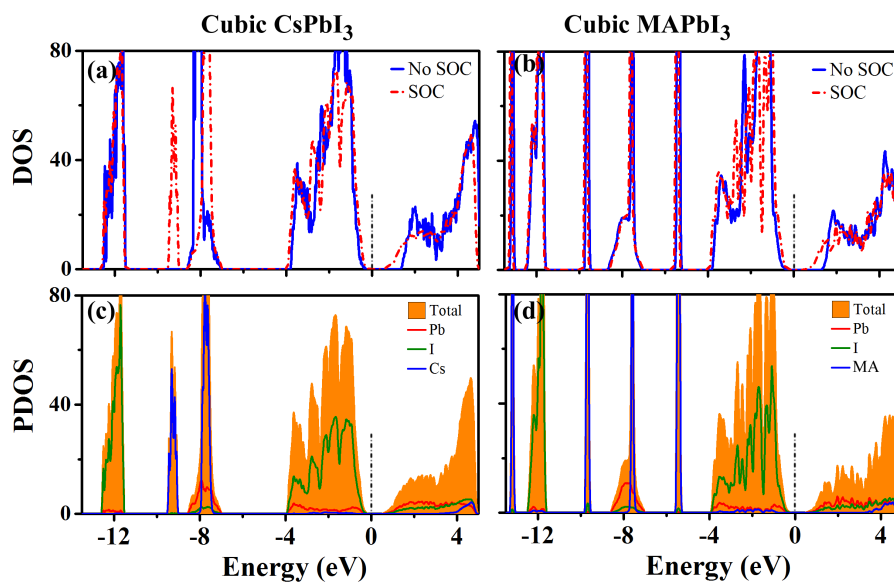 Cubic CsPbI3
Cubic MAPbI3
DOS
80
40
0
(a)
No SOC
SOC
(b)
No SOC
SOC
PDOS
80
40
0
(c)
Total
Pb
I
Cs
(d)
Total
Pb
I
MA
-12
-8
-4
0
4
-12
-8
-4
0
4
Energy (eV)
Energy (eV)